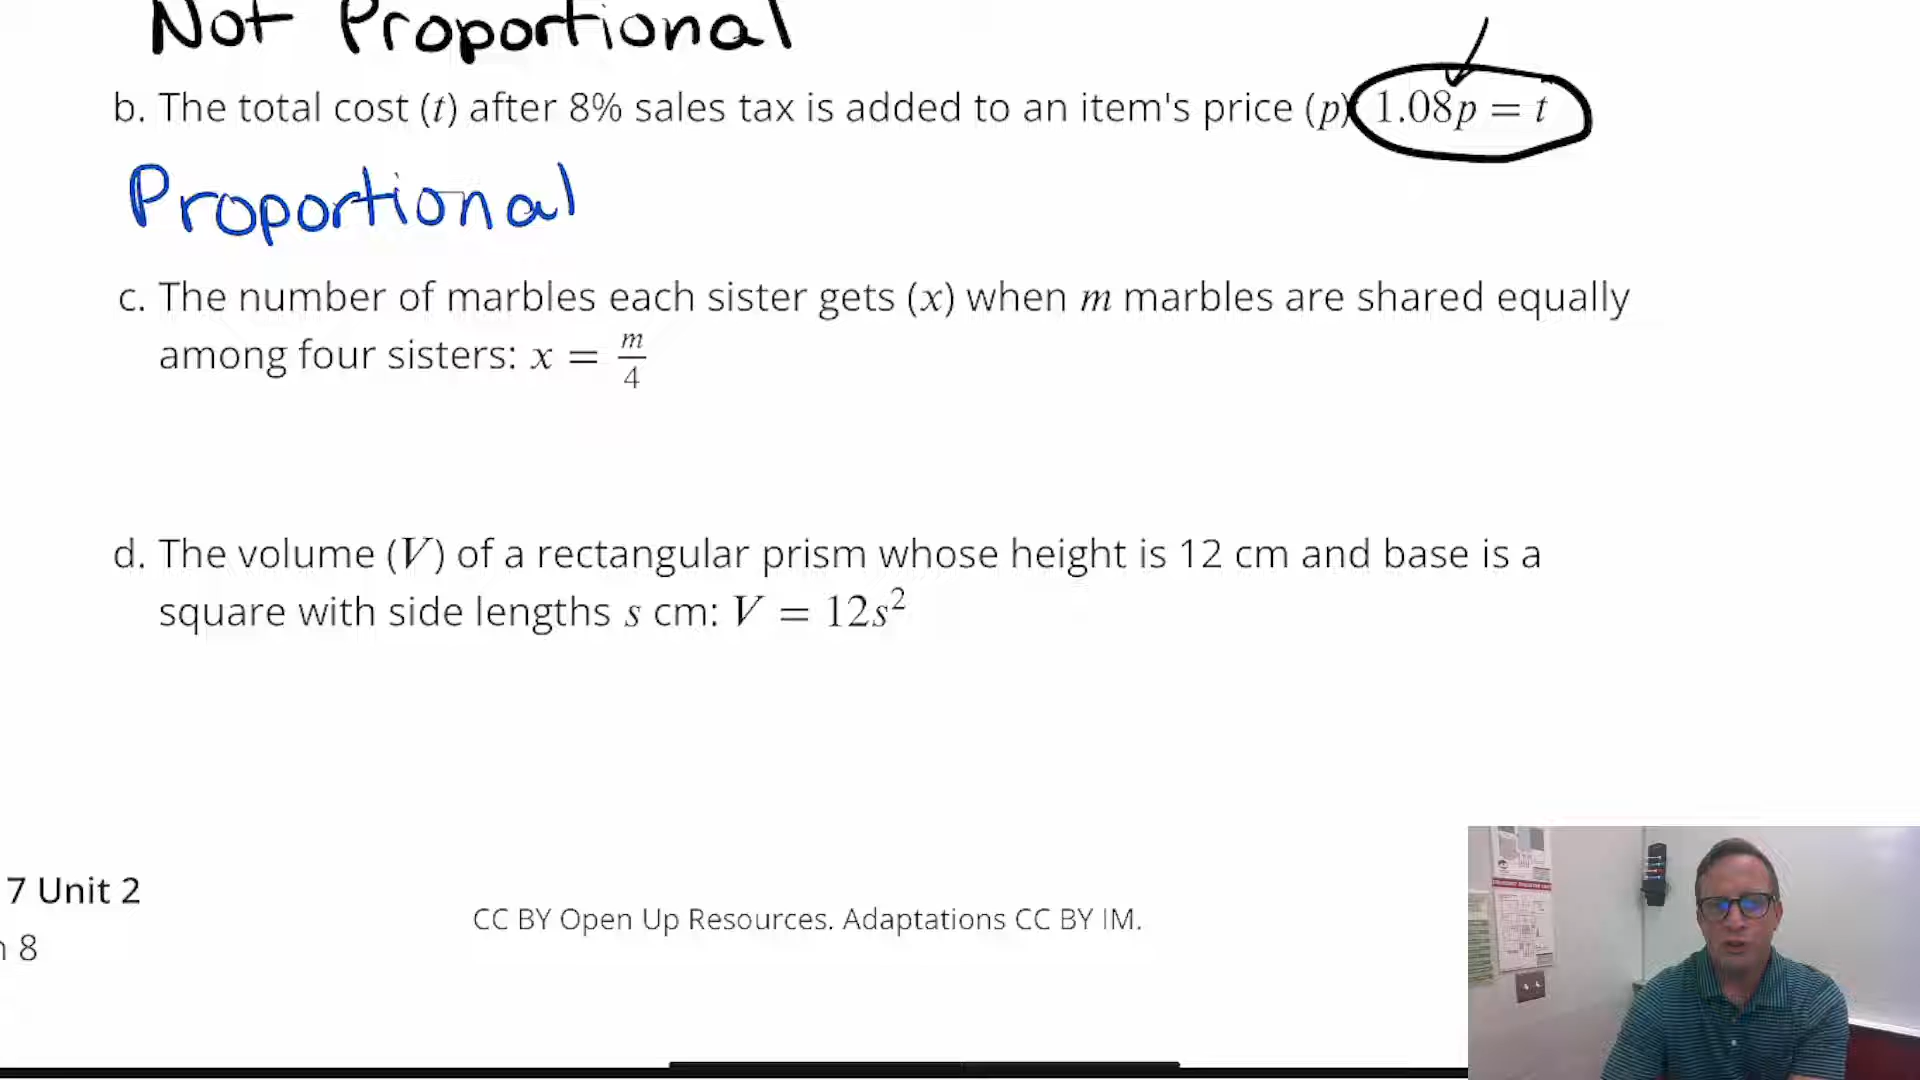 Not Proportional
b. The total cost (t) after 8% sales tax is added to an item's price (p) 1.08p = t
Proportional
c. The number of marbles each sister gets (x) when m marbles are shared equally
among four sisters: x = m/4
d. The volume (V) of a rectangular prism whose height is 12 cm and base is a
square with side lengths s cm: V = 12s²
7 Unit 2
8
CC BY Open Up Resources. Adaptations CC BY IM.